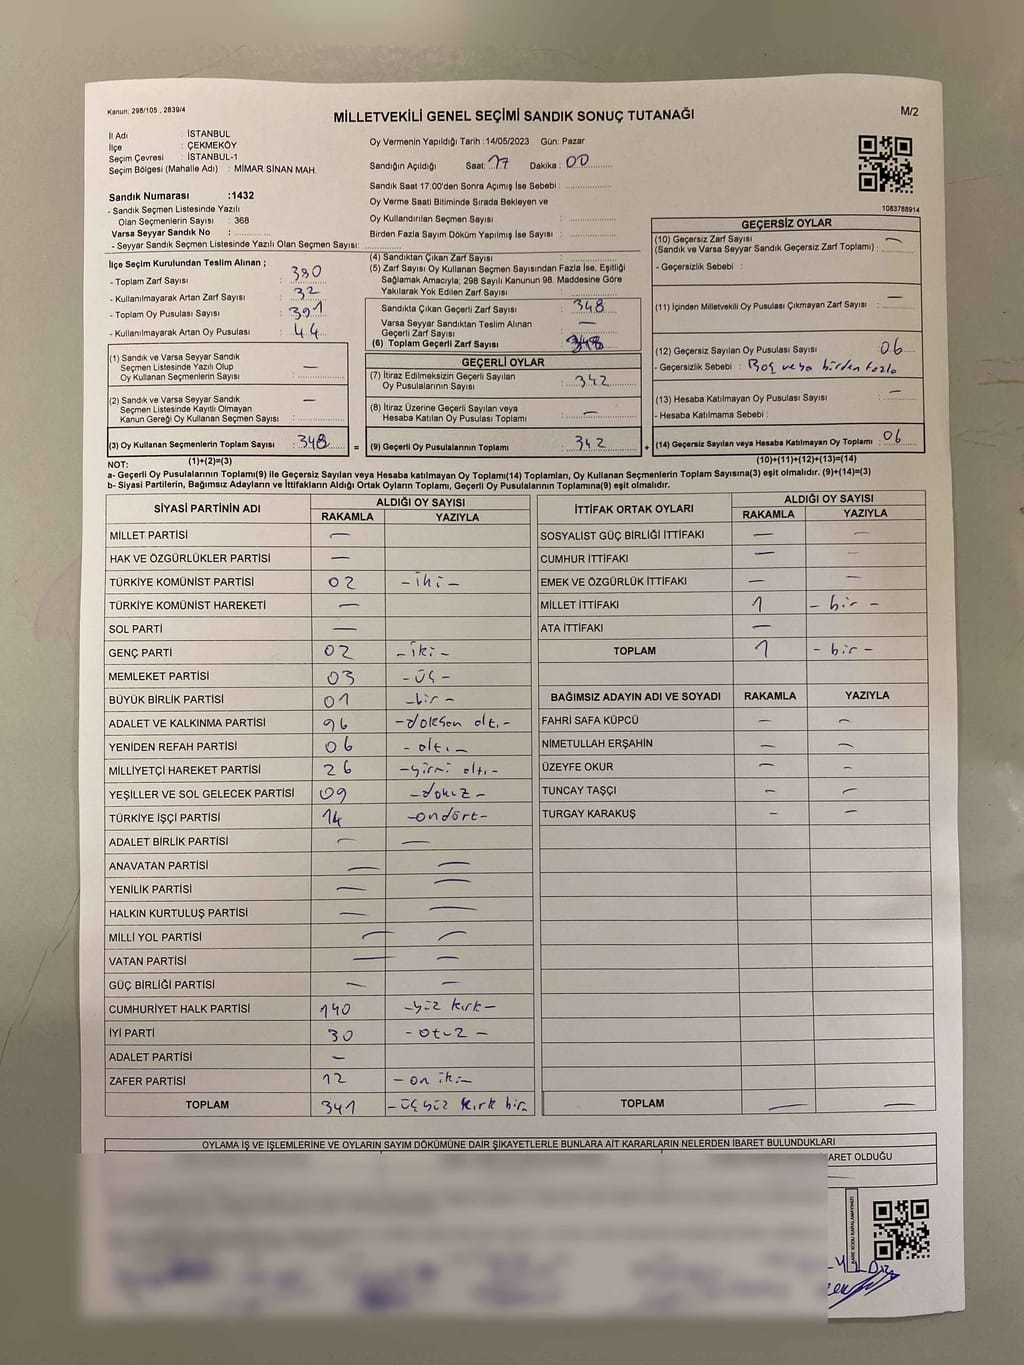 Kanun: 298/105 , 2839/4
MİLLETVEKİLİ GENEL SEÇİMİ SANDIK SONUÇ TUTANAĞI
M/2
İl Adı : İSTANBUL
İlçe : ÇEKMEKÖY
Seçim Çevresi : İSTANBUL-1
Seçim Bölgesi (Mahalle Adı) : MİMAR SİNAN MAH.
Sandık Numarası :1432
- Sandık Seçmen Listesinde Yazılı
Olan Seçmenlerin Sayısı : 368
Varsa Seyyar Sandık No :
- Seyyar Sandık Seçmen Listesinde Yazılı Olan Seçmen Sayısı:
Oy Vermenin Yapıldığı Tarih :14/05/2023 Gün: Pazar
Sandığın Açıldığı Saat: 17 Dakika : 00
Sandık Saat 17:00'den Sonra Açılmış İse Sebebi :
Oy Verme Saati Bitiminde Sırada Bekleyen ve
Oy Kullandırılan Seçmen Sayısı :
Birden Fazla Sayım Döküm Yapılmış İse Sayısı :
1083788914
İlçe Seçim Kurulundan Teslim Alınan ;
- Toplam Zarf Sayısı : 380
- Kullanılmayarak Artan Zarf Sayısı : 32
- Toplam Oy Pusulası Sayısı : 391
- Kullanılmayarak Artan Oy Pusulası : 44
(1) Sandık ve Varsa Seyyar Sandık
Seçmen Listesinde Yazılı Olup
Oy Kullanan Seçmenlerin Sayısı : —
(2) Sandık ve Varsa Seyyar Sandık
Seçmen Listesinde Kayıtlı Olmayan
Kanun Gereği Oy Kullanan Seçmen Sayısı : —
(3) Oy Kullanan Seçmenlerin Toplam Sayısı : 348
(1)+(2)=(3)
(4) Sandıktan Çıkan Zarf Sayısı :
(5) Zarf Sayısı Oy Kullanan Seçmen Sayısından Fazla İse, Eşitliği
Sağlamak Amacıyla; 298 Sayılı Kanunun 98. Maddesine Göre
Yakılarak Yok Edilen Zarf Sayısı :
Sandıkta Çıkan Geçerli Zarf Sayısı : 348
Varsa Seyyar Sandıktan Teslim Alınan
Geçerli Zarf Sayısı : —
(6) Toplam Geçerli Zarf Sayısı : 348
GEÇERLİ OYLAR
(7) İtiraz Edilmeksizin Geçerli Sayılan
Oy Pusulalarının Sayısı : 342
(8) İtiraz Üzerine Geçerli Sayılan veya
Hesaba Katılan Oy Pusulası Toplamı : —
= (9) Geçerli Oy Pusulalarının Toplamı : 342 +
GEÇERSİZ OYLAR
(10) Geçersiz Zarf Sayısı —
(Sandık ve Varsa Seyyar Sandık Geçersiz Zarf Toplamı) :
- Geçersizlik Sebebi :
(11) İçinden Milletvekili Oy Pusulası Çıkmayan Zarf Sayısı : —
(12) Geçersiz Sayılan Oy Pusulası Sayısı : 06
- Geçersizlik Sebebi : Boş veya birden fazla
(13) Hesaba Katılmayan Oy Pusulası Sayısı : —
- Hesaba Katılmama Sebebi :
(14) Geçersiz Sayılan veya Hesaba Katılmayan Oy Toplamı : 06
(10)+(11)+(12)+(13)=(14)
NOT:
a- Geçerli Oy Pusulalarının Toplamı(9) ile Geçersiz Sayılan veya Hesaba katılmayan Oy Toplamı(14) Toplamları, Oy Kullanan Seçmenlerin Toplam Sayısına(3) eşit olmalıdır. (9)+(14)=(3)
b- Siyasi Partilerin, Bağımsız Adayların ve İttifakların Aldığı Ortak Oyların Toplamı, Geçerli Oy Pusulalarının Toplamına(9) eşit olmalıdır.
SİYASİ PARTİNİN ADI ALDIĞI OY SAYISI
RAKAMLA YAZIYLA
MİLLET PARTİSİ —
HAK VE ÖZGÜRLÜKLER PARTİSİ —
TÜRKİYE KOMÜNİST PARTİSİ 02 -iki-
TÜRKİYE KOMÜNİST HAREKETİ —
SOL PARTİ —
GENÇ PARTİ 02 -iki-
MEMLEKET PARTİSİ 03 -üç-
BÜYÜK BİRLİK PARTİSİ 01 -bir-
ADALET VE KALKINMA PARTİSİ 96 -doksan altı-
YENİDEN REFAH PARTİSİ 06 -altı-
MİLLİYETÇİ HAREKET PARTİSİ 26 -yirmi altı-
YEŞİLLER VE SOL GELECEK PARTİSİ 09 -dokuz-
TÜRKİYE İŞÇİ PARTİSİ 14 -ondört-
ADALET BİRLİK PARTİSİ — —
ANAVATAN PARTİSİ — —
YENİLİK PARTİSİ — —
HALKIN KURTULUŞ PARTİSİ — —
MİLLİ YOL PARTİSİ — —
VATAN PARTİSİ — —
GÜÇ BİRLİĞİ PARTİSİ — —
CUMHURİYET HALK PARTİSİ 140 -yüz kırk-
İYİ PARTİ 30 -otuz-
ADALET PARTİSİ —
ZAFER PARTİSİ 12 -on iki-
TOPLAM 341 -üçyüz kırk bir-
İTTİFAK ORTAK OYLARI ALDIĞI OY SAYISI
RAKAMLA YAZIYLA
SOSYALİST GÜÇ BİRLİĞİ İTTİFAKI — —
CUMHUR İTTİFAKI — —
EMEK VE ÖZGÜRLÜK İTTİFAKI — —
MİLLET İTTİFAKI 1 -bir-
ATA İTTİFAKI —
TOPLAM 1 -bir-
BAĞIMSIZ ADAYIN ADI VE SOYADI RAKAMLA YAZIYLA
FAHRİ SAFA KÜPCÜ — —
NİMETULLAH ERŞAHİN — —
ÜZEYFE OKUR — —
TUNCAY TAŞÇI — —
TURGAY KARAKUŞ — —
TOPLAM — —
OYLAMA İŞ VE İŞLEMLERİNE VE OYLARIN SAYIM DÖKÜMÜNE DAİR ŞİKAYETLERLE BUNLARA AİT KARARLARIN NELERDEN İBARET BULUNDUKLARI
ARET OLDUĞU
KARE KODU KARALAMAYINIZ!